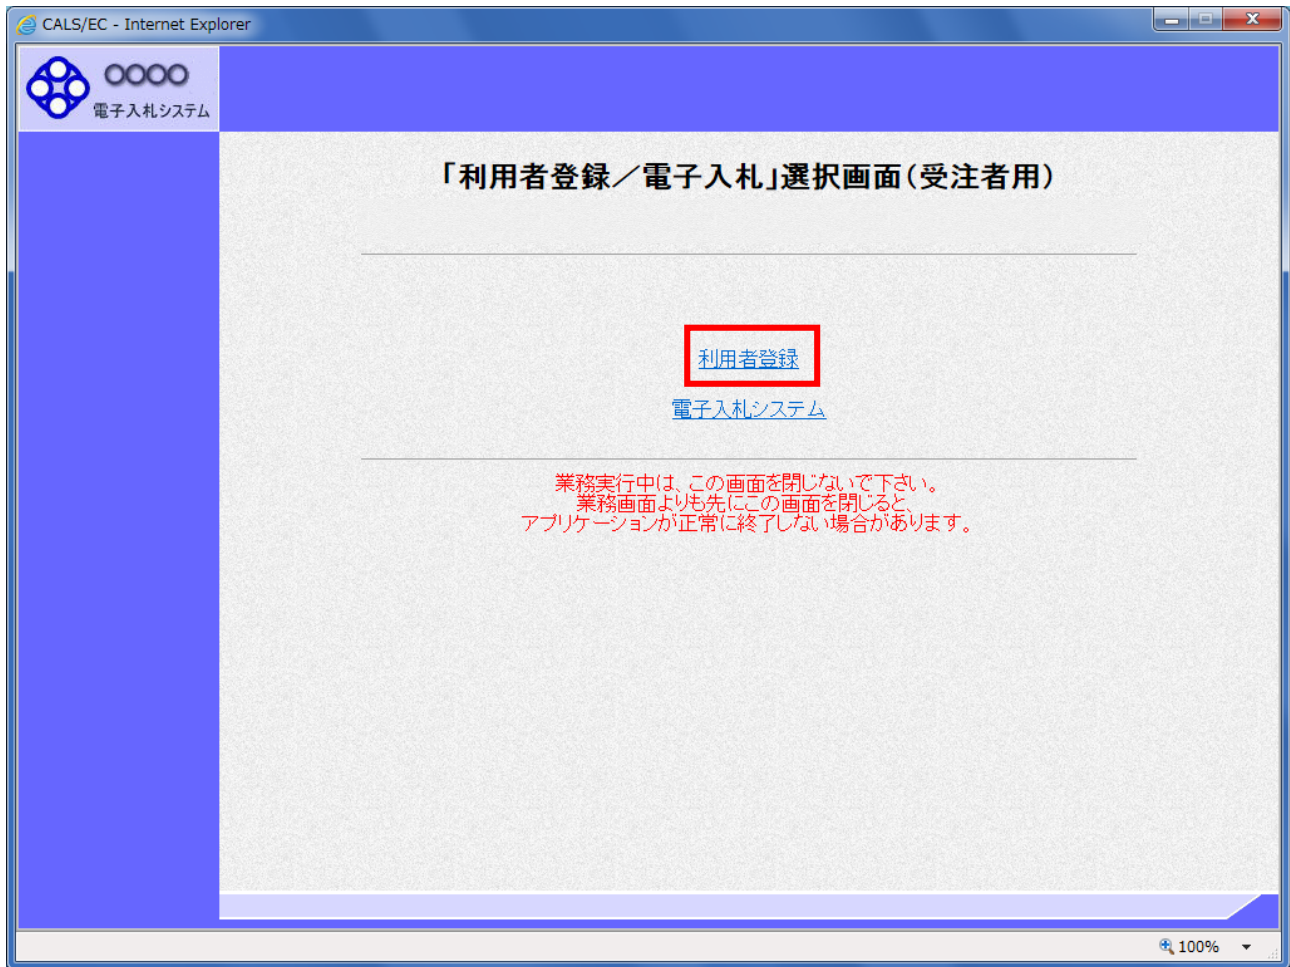 CALS/EC - Internet Explorer
○○○○
電子入札システム
「利用者登録／電子入札」選択画面(受注者用)
利用者登録
電子入札システム
業務実行中は、この画面を閉じないで下さい。
業務画面よりも先にこの画面を閉じると、
アプリケーションが正常に終了しない場合があります。
100%